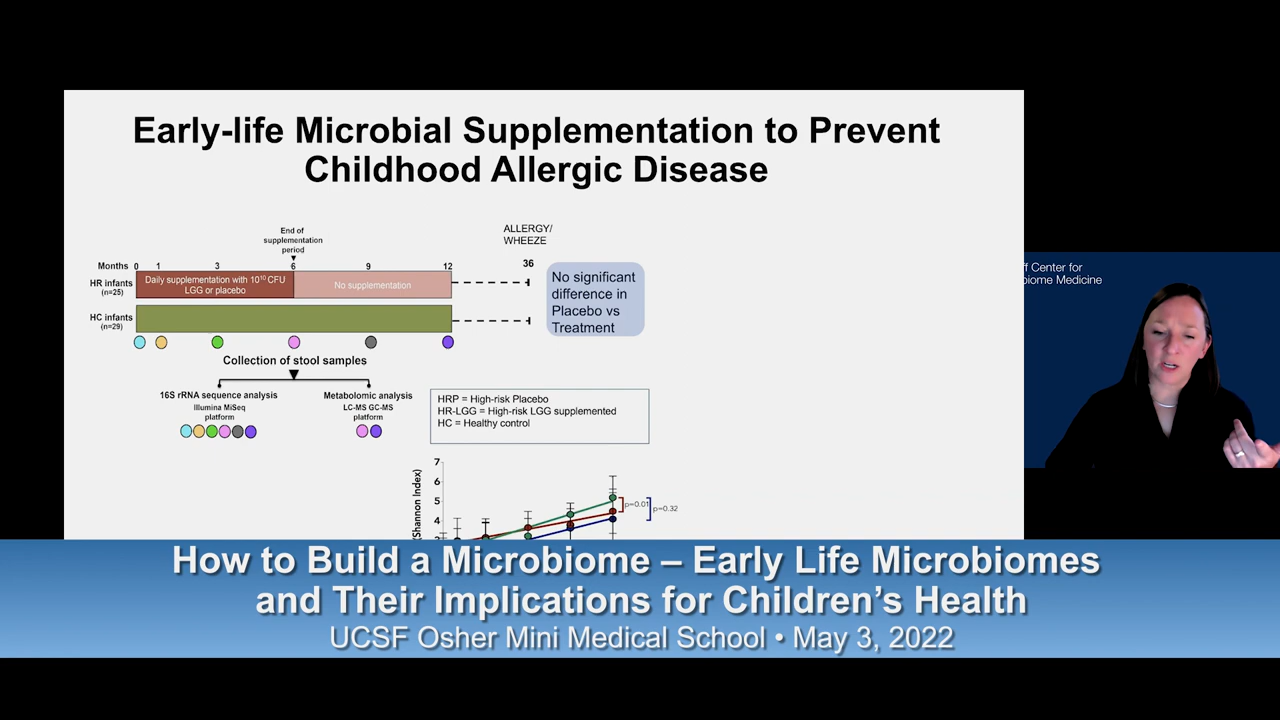 Early-life Microbial Supplementation to Prevent
Childhood Allergic Disease
End of
supplementation
period
ALLERGY/
WHEEZE
Months 0 1 3 6 9 12 36
HR infants
(n=25)
Daily supplementation with 10¹⁰ CFU
LGG or placebo
No supplementation
HC infants
(n=29)
No significant
difference in
Placebo vs
Treatment
Collection of stool samples
16S rRNA sequence analysis
Illumina MiSeq
platform
Metabolomic analysis
LC-MS GC-MS
platform
HRP = High-risk Placebo
HR-LGG = High-risk LGG supplemented
HC = Healthy control
(Shannon Index)
7
6
5
4
p=0.01
p=0.32
ff Center for
biome Medicine
How to Build a Microbiome – Early Life Microbiomes
and Their Implications for Children's Health
UCSF Osher Mini Medical School • May 3, 2022